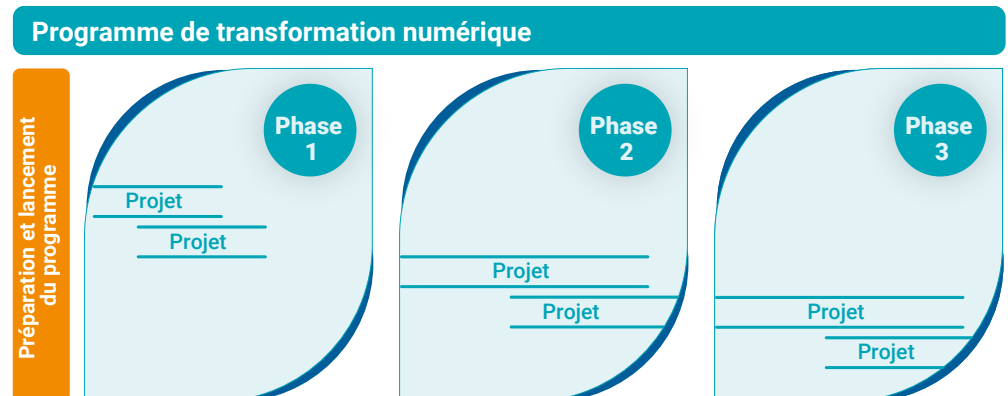 Programme de transformation numérique
Préparation et lancement
du programme
Phase
1
Projet
Projet
Phase
2
Projet
Projet
Phase
3
Projet
Projet